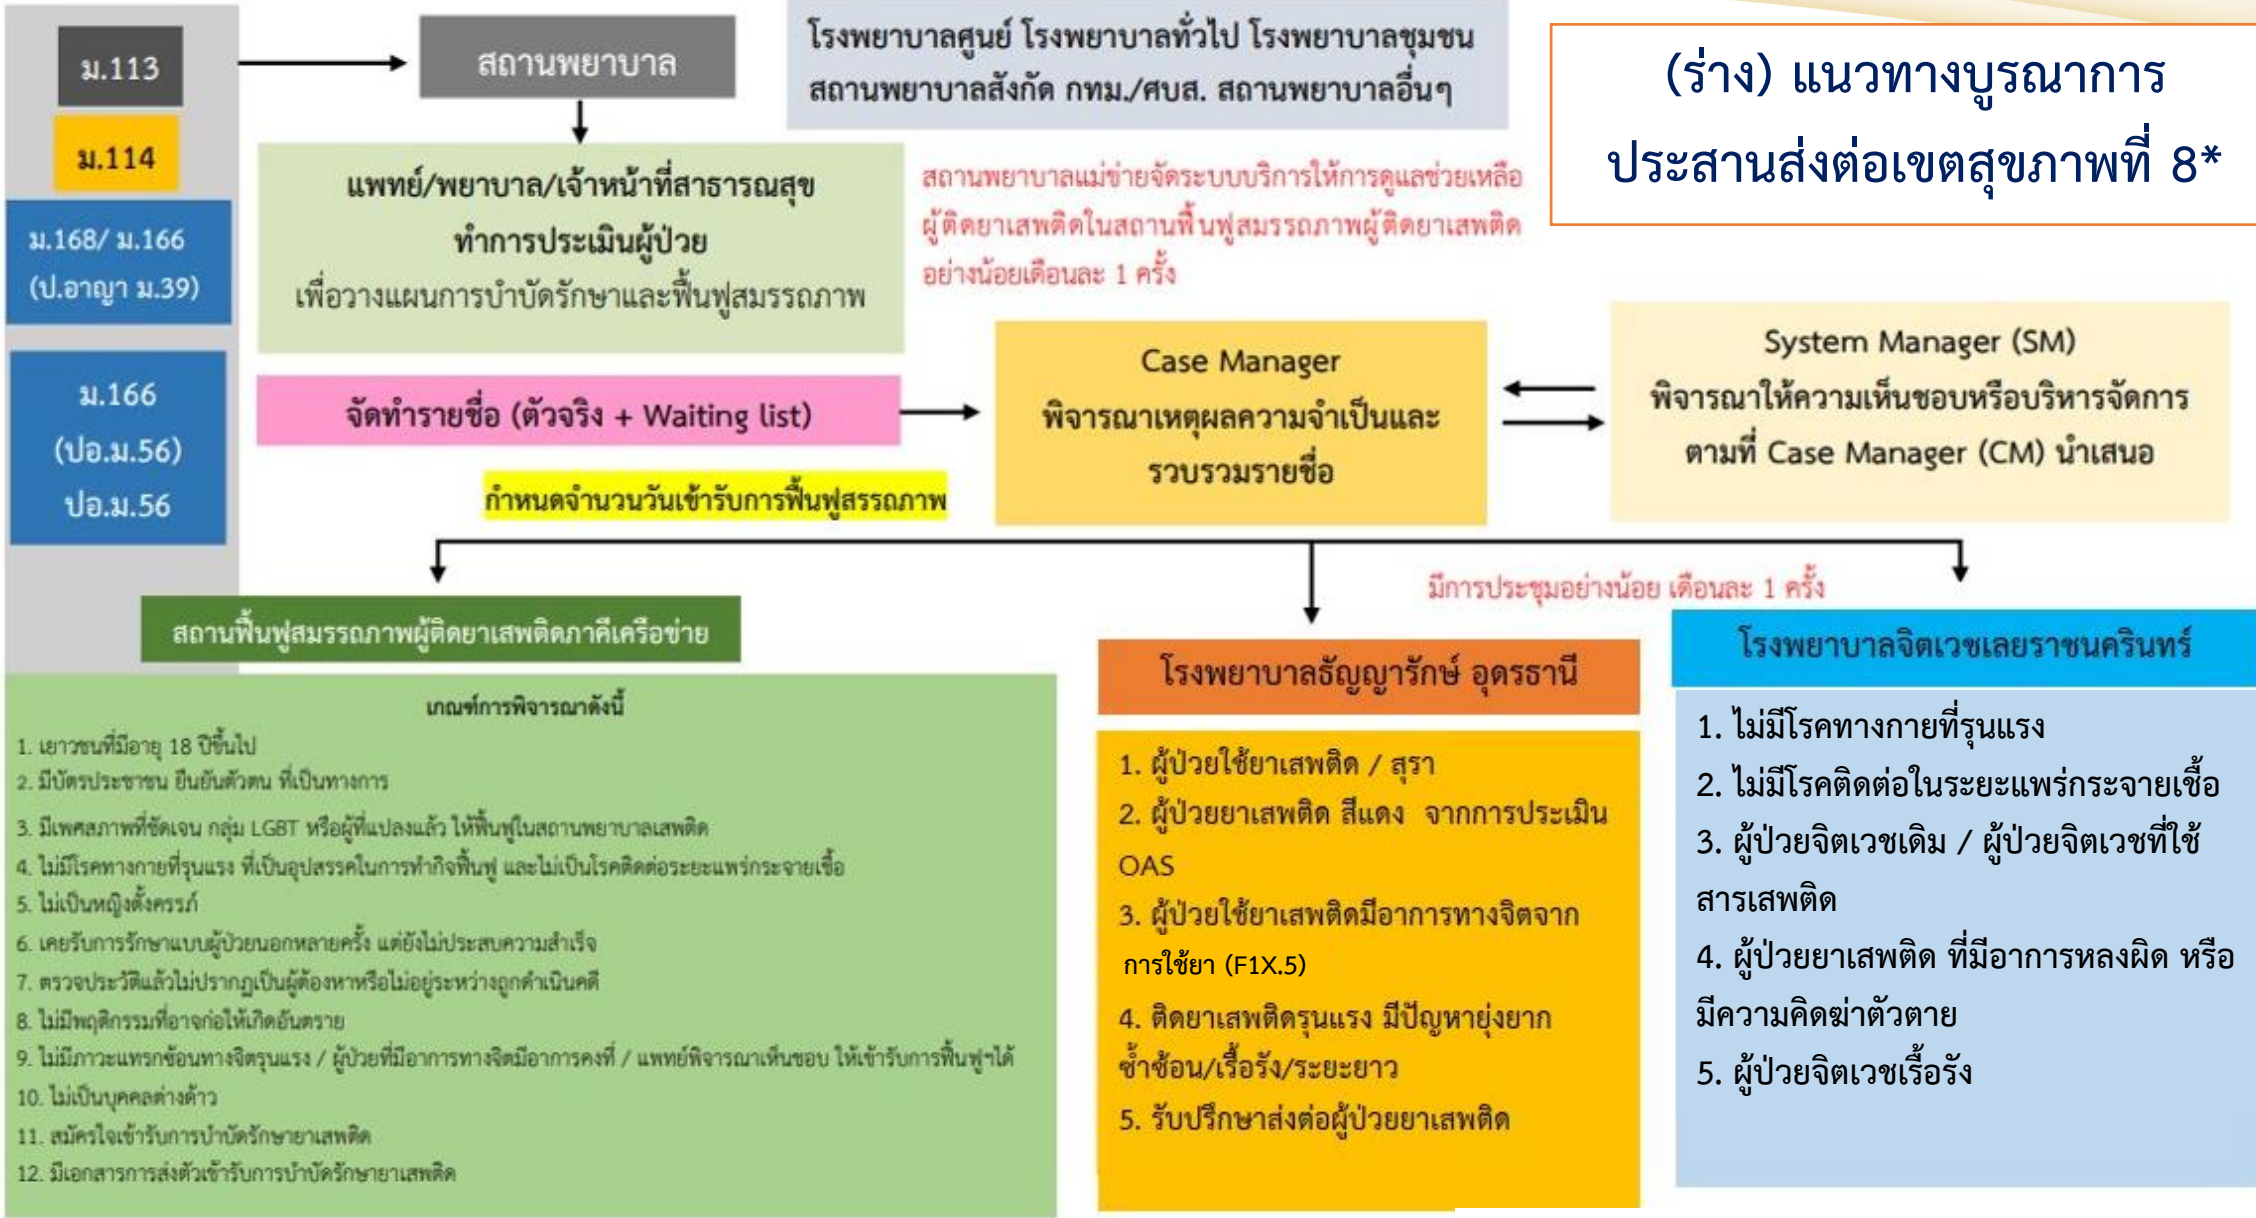 ม.113
ม.114
ม.168/ ม.166
(ป.อาญา ม.39)
ม.166
(ปอ.ม.56)
ปอ.ม.56
สถานพยาบาล
โรงพยาบาลศูนย์ โรงพยาบาลทั่วไป โรงพยาบาลชุมชน
สถานพยาบาลสังกัด กทม./ศบส. สถานพยาบาลอื่นๆ
(ร่าง) แนวทางบูรณาการ
ประสานส่งต่อเขตสุขภาพที่ 8*
แพทย์/พยาบาล/เจ้าหน้าที่สาธารณสุข
ทำการประเมินผู้ป่วย
เพื่อวางแผนการบำบัดรักษาและฟื้นฟูสมรรถภาพ
สถานพยาบาลแม่ข่ายจัดระบบบริการให้การดูแลช่วยเหลือ
ผู้ติดยาเสพติดในสถานฟื้นฟูสมรรถภาพผู้ติดยาเสพติด
อย่างน้อยเดือนละ 1 ครั้ง
จัดทำรายชื่อ (ตัวจริง + Waiting list)
กำหนดจำนวนวันเข้ารับการฟื้นฟูสรรถภาพ
Case Manager
พิจารณาเหตุผลความจำเป็นและ
รวบรวมรายชื่อ
System Manager (SM)
พิจารณาให้ความเห็นชอบหรือบริหารจัดการ
ตามที่ Case Manager (CM) นำเสนอ
มีการประชุมอย่างน้อย เดือนละ 1 ครั้ง
สถานฟื้นฟูสมรรถภาพผู้ติดยาเสพติดภาคีเครือข่าย
เกณฑ์การพิจารณาดังนี้
1. เยาวชนที่มีอายุ 18 ปีขึ้นไป
2. มีบัตรประชาชน ยืนยันตัวตน ที่เป็นทางการ
3. มีเพศสภาพที่ชัดเจน กลุ่ม LGBT หรือผู้ที่แปลงแล้ว ให้ฟื้นฟูในสถานพยาบาลเสพติด
4. ไม่มีโรคทางกายที่รุนแรง ที่เป็นอุปสรรคในการทำกิจฟื้นฟู และไม่เป็นโรคติดต่อระยะแพร่กระจายเชื้อ
5. ไม่เป็นหญิงตั้งครรภ์
6. เคยรับการรักษาแบบผู้ป่วยนอกหลายครั้ง แต่ยังไม่ประสบความสำเร็จ
7. ตรวจประวัติแล้วไม่ปรากฏเป็นผู้ต้องหาหรือไม่อยู่ระหว่างถูกดำเนินคดี
8. ไม่มีพฤติกรรมที่อาจก่อให้เกิดอันตราย
9. ไม่มีภาวะแทรกซ้อนทางจิตรุนแรง / ผู้ป่วยที่มีอาการทางจิตมีอาการคงที่ / แพทย์พิจารณาเห็นชอบ ให้เข้ารับการฟื้นฟูฯได้
10. ไม่เป็นบุคคลต่างด้าว
11. สมัครใจเข้ารับการบำบัดรักษายาเสพติด
12. มีเอกสารการส่งตัวเข้ารับการบำบัดรักษายาเสพติด
โรงพยาบาลธัญญารักษ์ อุดรธานี
1. ผู้ป่วยใช้ยาเสพติด / สุรา
2. ผู้ป่วยยาเสพติด สีแดง จากการประเมิน
OAS
3. ผู้ป่วยใช้ยาเสพติดมีอาการทางจิตจาก
การใช้ยา (F1X.5)
4. ติดยาเสพติดรุนแรง มีปัญหายุ่งยาก
ซ้ำซ้อน/เรื้อรัง/ระยะยาว
5. รับปรึกษาส่งต่อผู้ป่วยยาเสพติด
โรงพยาบาลจิตเวชเลยราชนครินทร์
1. ไม่มีโรคทางกายที่รุนแรง
2. ไม่มีโรคติดต่อในระยะแพร่กระจายเชื้อ
3. ผู้ป่วยจิตเวชเดิม / ผู้ป่วยจิตเวชที่ใช้
สารเสพติด
4. ผู้ป่วยยาเสพติด ที่มีอาการหลงผิด หรือ
มีความคิดฆ่าตัวตาย
5. ผู้ป่วยจิตเวชเรื้อรัง